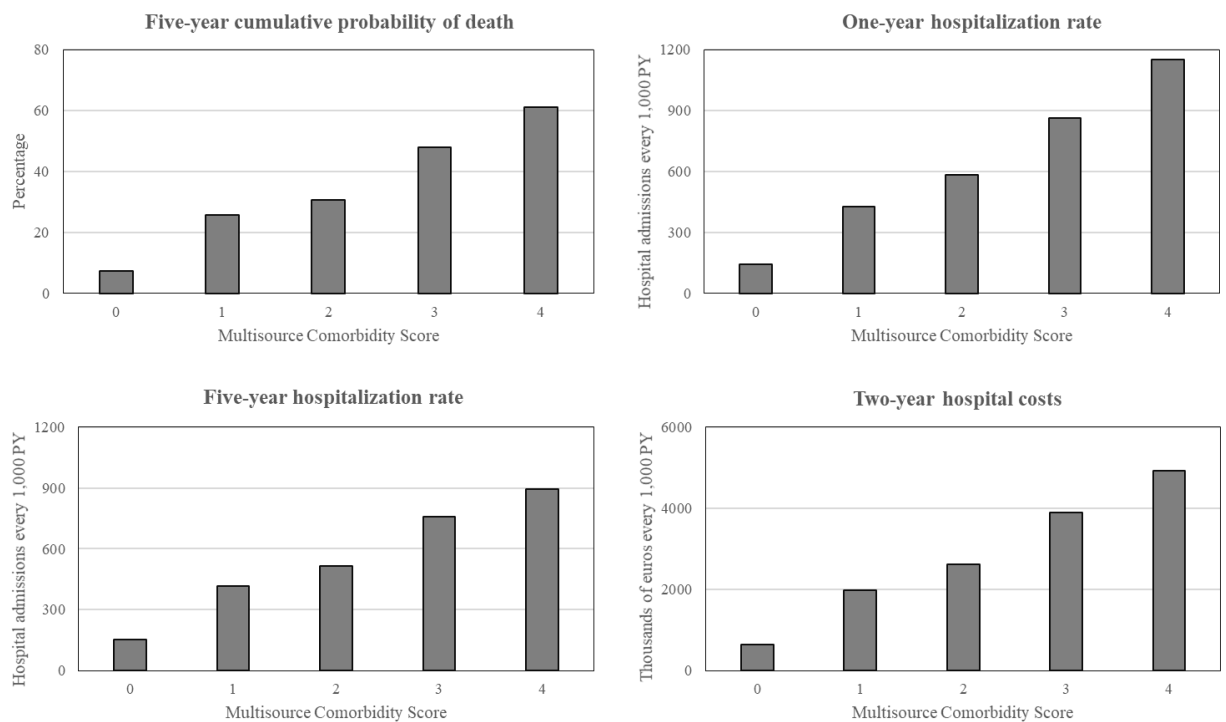 Five-year cumulative probability of death
Percentage
80
60
40
20
0
0 1 2 3 4
Multisource Comorbidity Score
One-year hospitalization rate
Hospital admissions every 1,000 PY
1200
900
600
300
0
0 1 2 3 4
Multisource Comorbidity Score
Five-year hospitalization rate
Hospital admissions every 1,000 PY
1200
900
600
300
0
0 1 2 3 4
Multisource Comorbidity Score
Two-year hospital costs
Thousands of euros every 1,000 PY
6000
4000
2000
0
0 1 2 3 4
Multisource Comorbidity Score